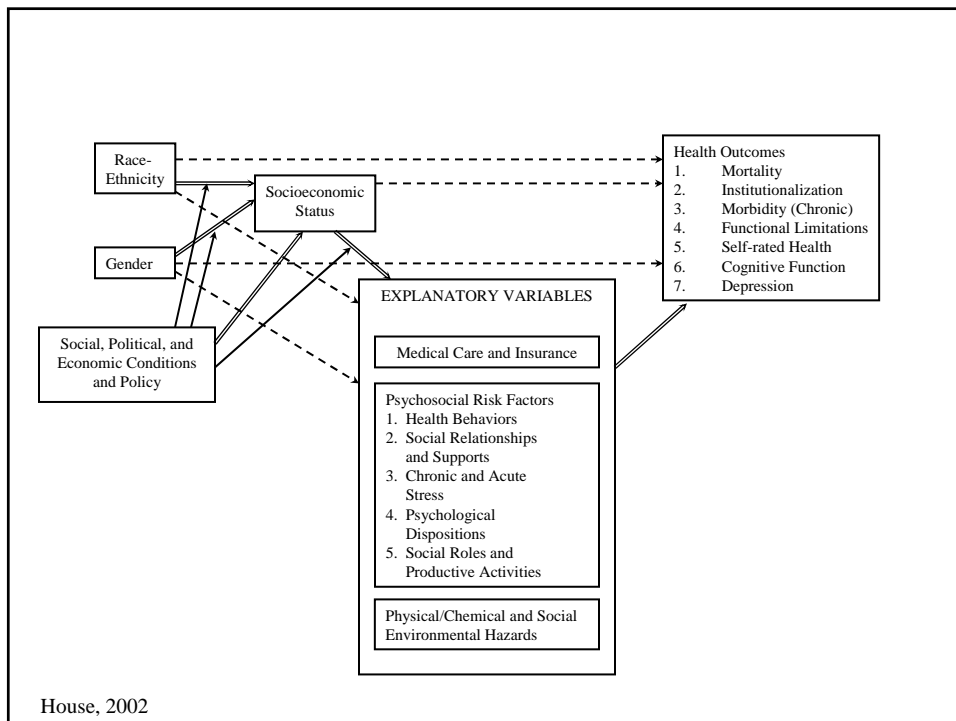 Race-
Ethnicity
Socioeconomic
Status
Gender
Social, Political, and
Economic Conditions
and Policy
EXPLANATORY VARIABLES
Medical Care and Insurance
Psychosocial Risk Factors
1. Health Behaviors
2. Social Relationships
and Supports
3. Chronic and Acute
Stress
4. Psychological
Dispositions
5. Social Roles and
Productive Activities
Physical/Chemical and Social
Environmental Hazards
Health Outcomes
1. Mortality
2. Institutionalization
3. Morbidity (Chronic)
4. Functional Limitations
5. Self-rated Health
6. Cognitive Function
7. Depression
House, 2002